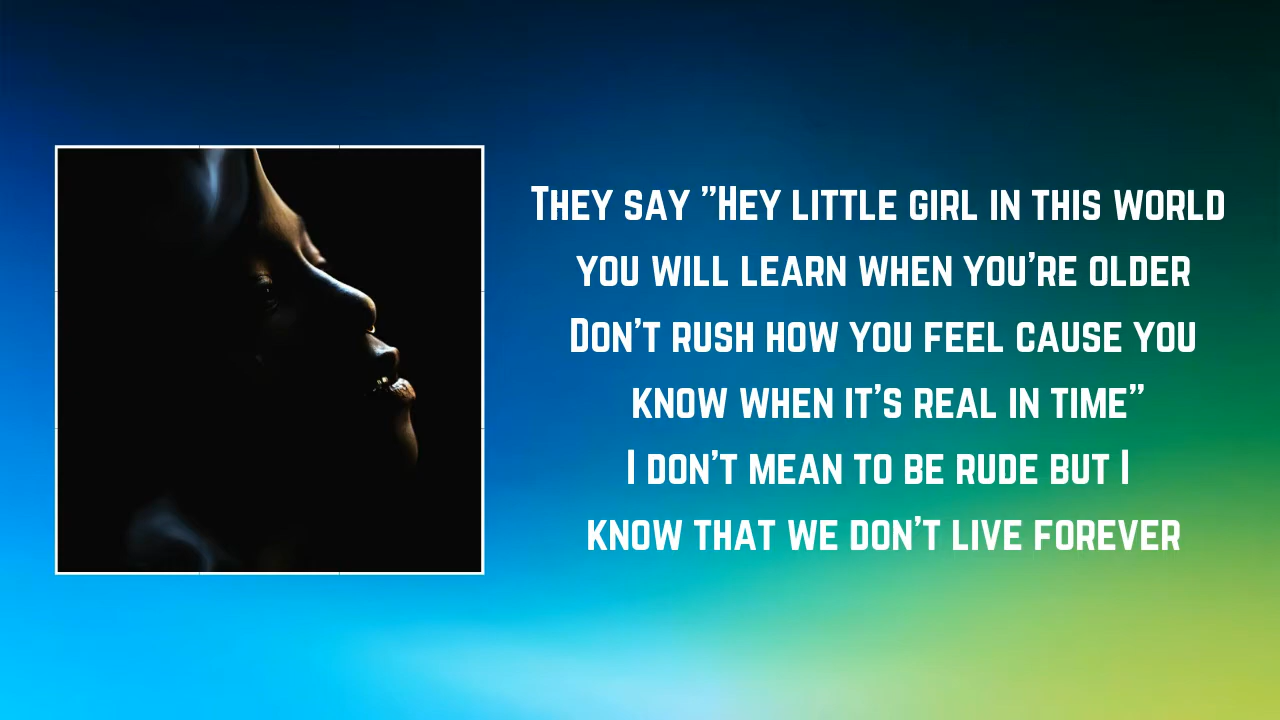 They say "Hey little girl in this world
you will learn when you're older
Don't rush how you feel cause you
know when it's real in time"
I don't mean to be rude but I
know that we don't live forever